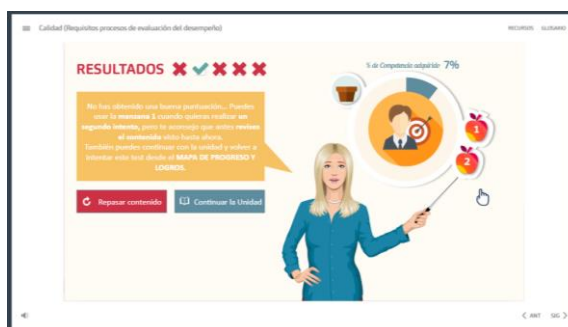 Calidad (Requisitos procesos de evaluación del desempeño)
RECURSOS GLOSARIO
RESULTADOS
% de Competencia adquirida: 7%
No has obtenido una buena puntuación... Puedes
usar la manzana 1 cuando quieras realizar un
segundo intento, pero te aconsejo que antes revises
el contenido visto hasta ahora.
También puedes continuar con la unidad y volver a
intentar este test desde el MAPA DE PROGRESO Y
LOGROS.
1
2
Repasar contenido
Continuar la Unidad
ANT SIG